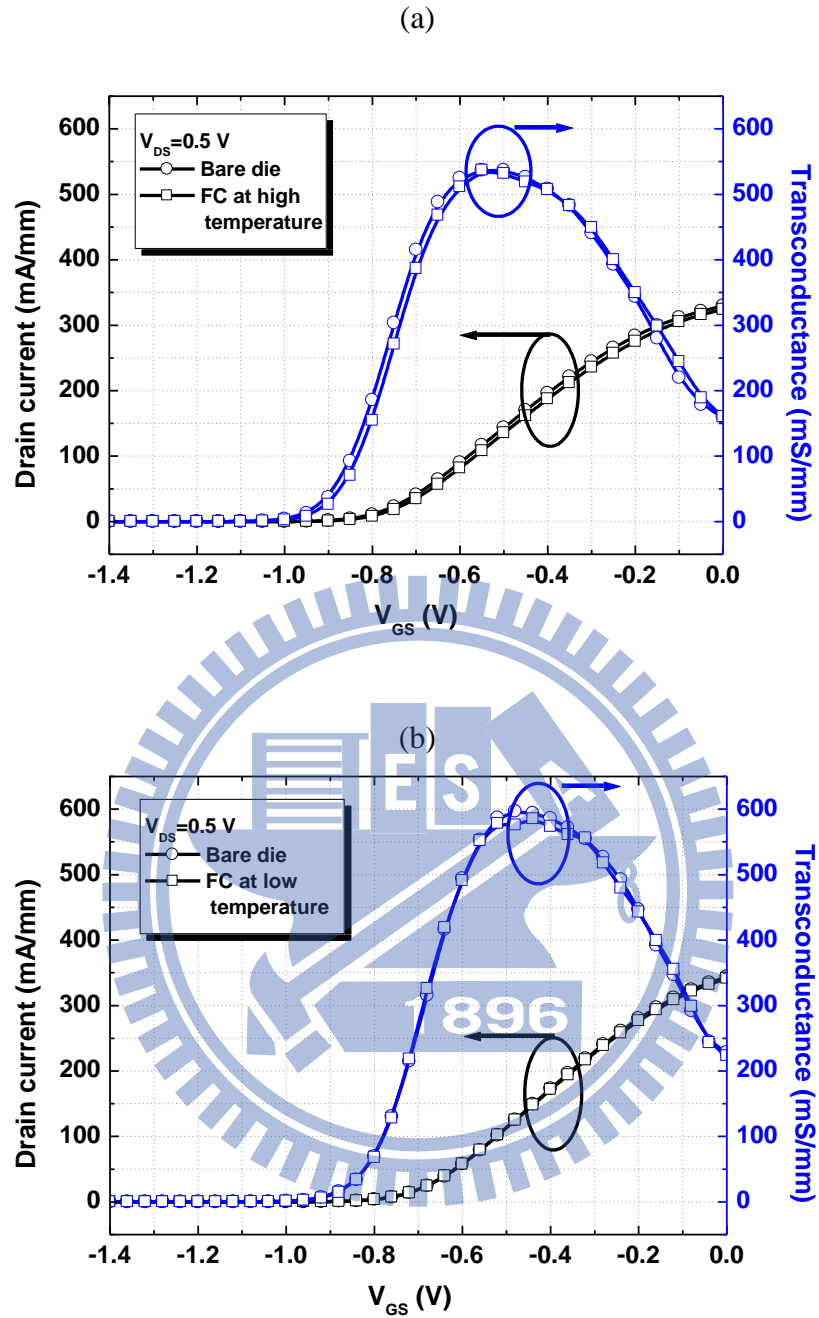 (a)
600
500
400
300
200
100
0
Drain current (mA/mm)
V_DS=0.5 V
Bare die
FC at high
temperature
600
500
400
300
200
100
0
Transconductance (mS/mm)
-1.4 -1.2 -1.0 -0.8 -0.6 -0.4 -0.2 0.0
V_GS (V)
(b)
600
500
400
300
200
100
0
Drain current (mA/mm)
V_DS=0.5 V
Bare die
FC at low
temperature
E S A
8
1896
600
500
400
300
200
100
0
Transconductance (mS/mm)
-1.4 -1.2 -1.0 -0.8 -0.6 -0.4 -0.2 0.0
V_GS (V)